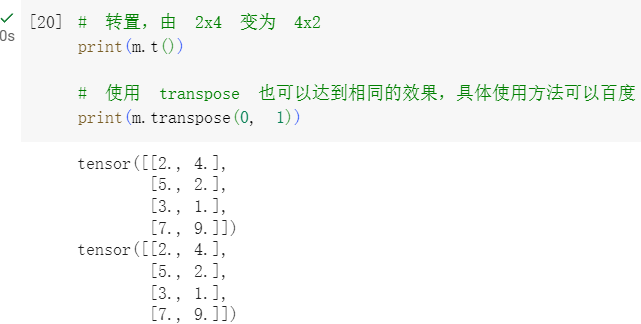 [20] # 转置，由 2x4 变为 4x2
0s
print(m.t())
# 使用 transpose 也可以达到相同的效果，具体使用方法可以百度
print(m.transpose(0, 1))
tensor([[2., 4.],
[5., 2.],
[3., 1.],
[7., 9.]])
tensor([[2., 4.],
[5., 2.],
[3., 1.],
[7., 9.]])